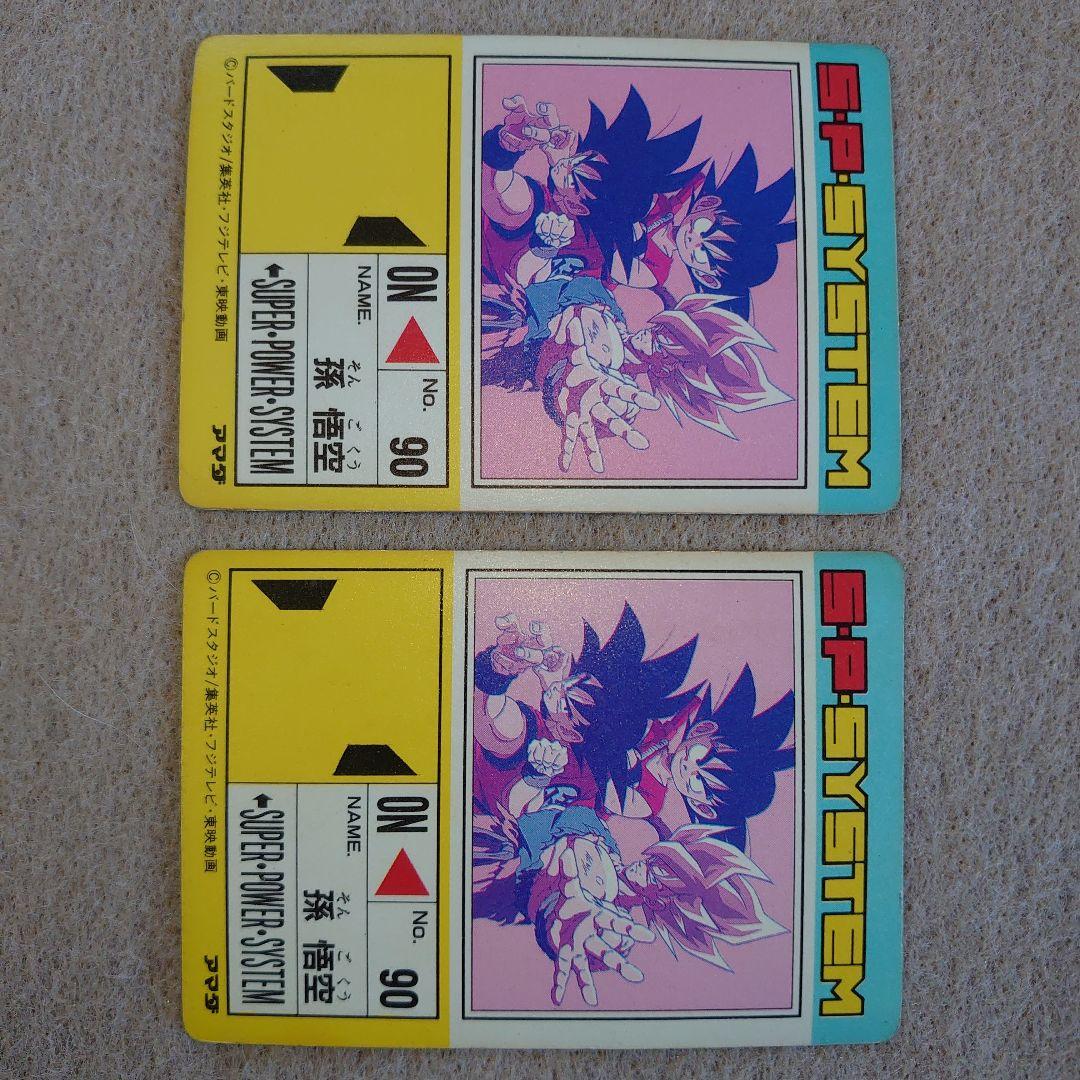 S・P・SYSTEM
ON
No. 90
NAME.
そん ご くう
孫 悟空
←SUPER・POWER・SYSTEM
©バードスタジオ/集英社・フジテレビ・東映動画
アマダ
S・P・SYSTEM
ON
No. 90
NAME.
そん ご くう
孫 悟空
←SUPER・POWER・SYSTEM
©バードスタジオ/集英社・フジテレビ・東映動画
アマダ